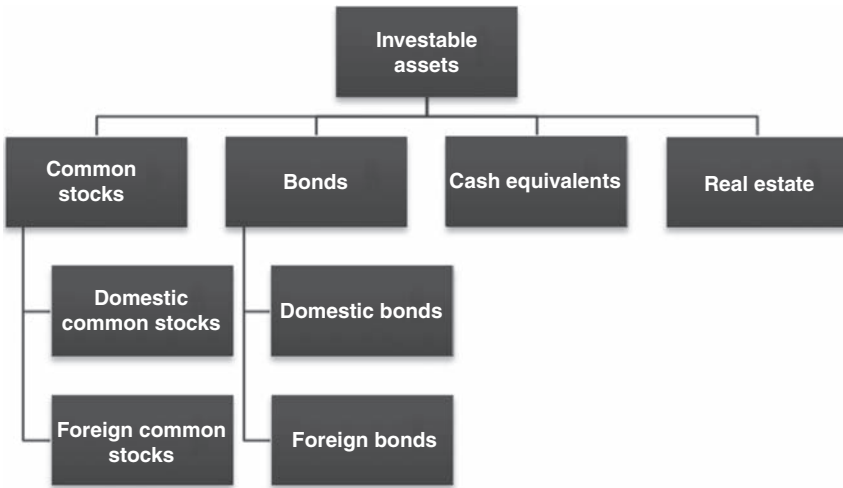 Investable
assets
Common
stocks
Bonds
Cash equivalents
Real estate
Domestic
common stocks
Domestic bonds
Foreign common
stocks
Foreign bonds